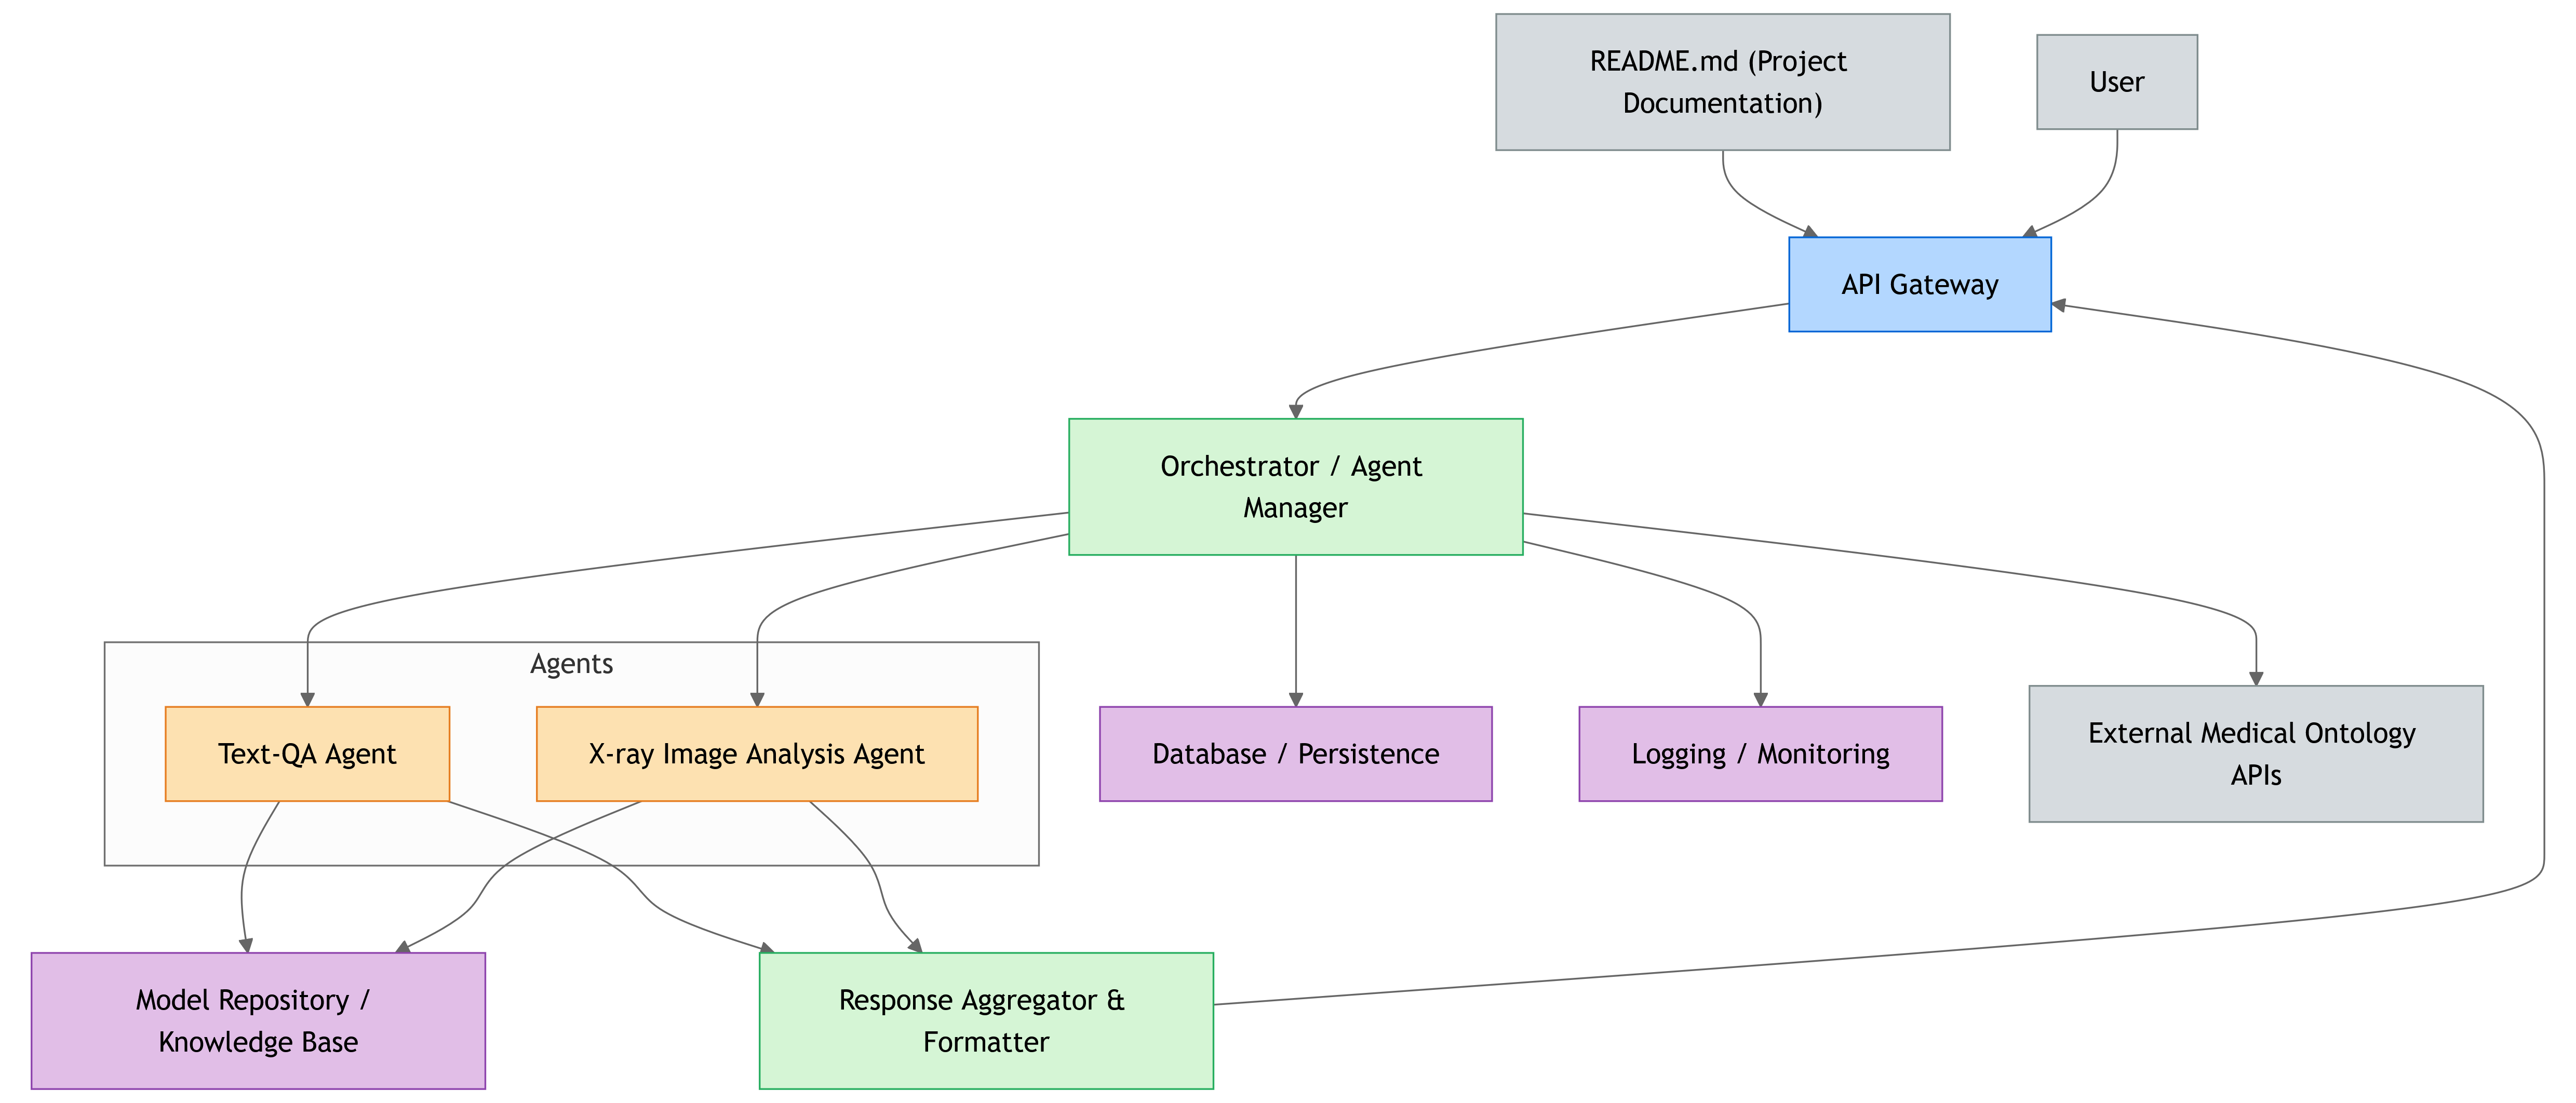 README.md (Project
Documentation)
User
API Gateway
Orchestrator / Agent
Manager
Agents
Text-QA Agent
X-ray Image Analysis Agent
Database / Persistence
Logging / Monitoring
External Medical Ontology
APIs
Model Repository /
Knowledge Base
Response Aggregator &
Formatter